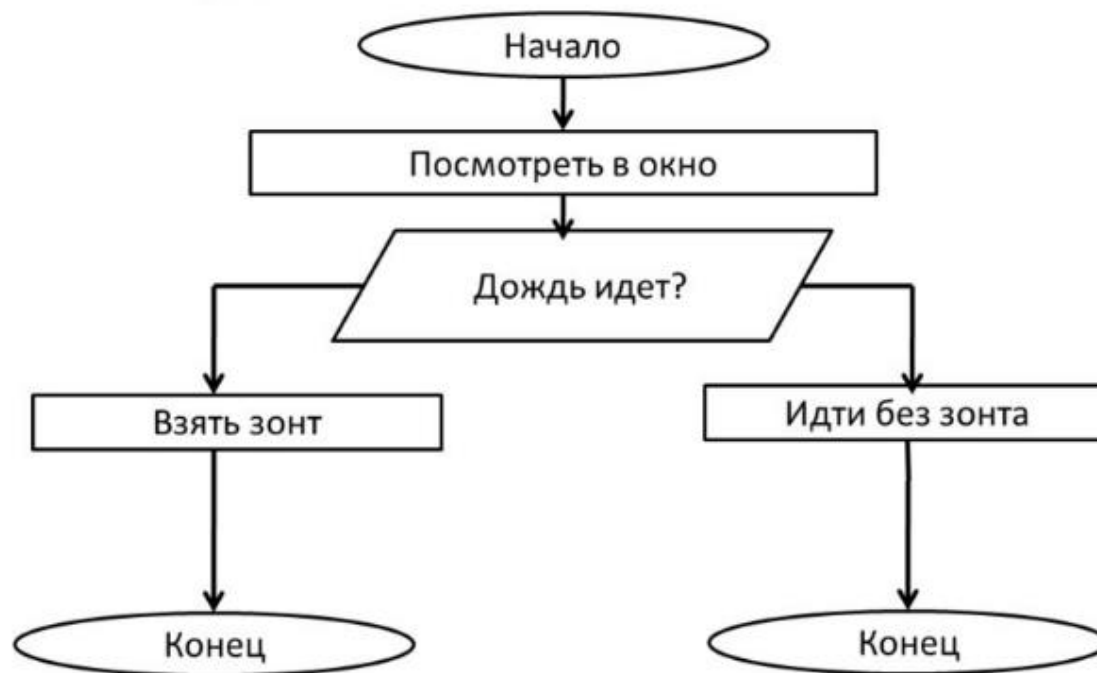 Начало
Посмотреть в окно
Дождь идет?
Взять зонт
Идти без зонта
Конец
Конец